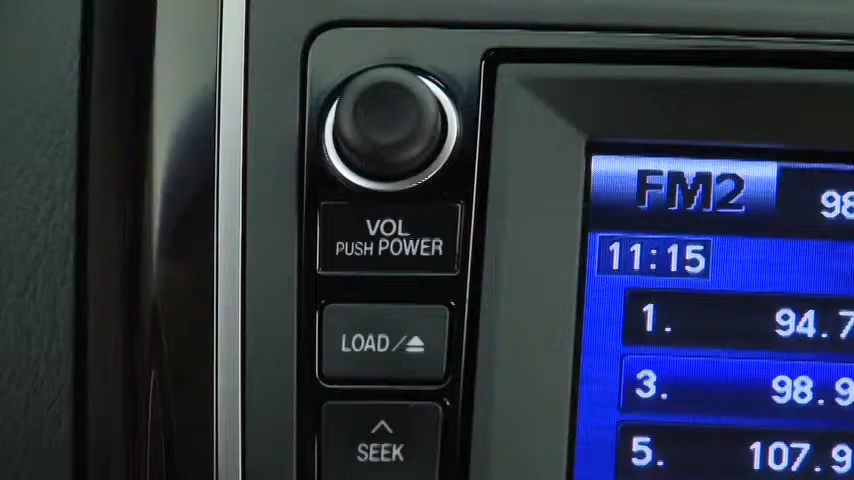 FM2
98
VOL
PUSH POWER
11:15
1. 94.7
LOAD/⏏
3. 98.9
SEEK
5. 107.9